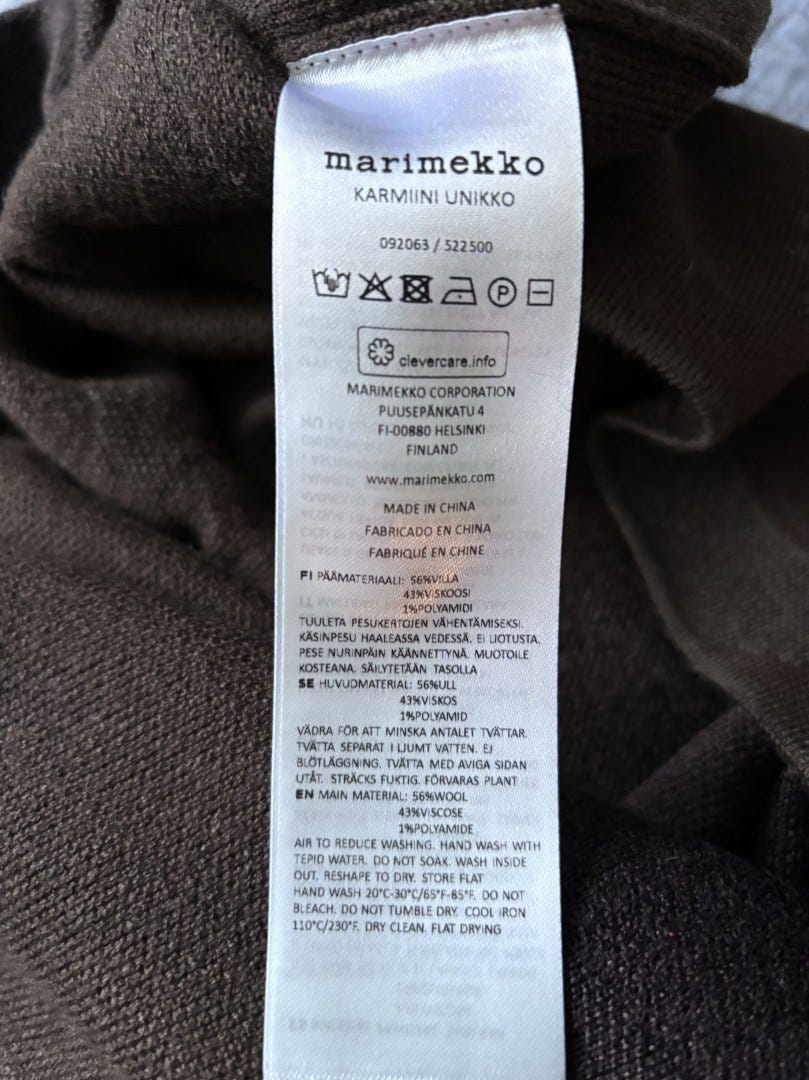 marimekko
KARMIINI UNIKKO
092063 / 522500
P
clevercare.info
MARIMEKKO CORPORATION
PUUSEPÄNKATU 4
FI-00880 HELSINKI
FINLAND
www.marimekko.com
MADE IN CHINA
FABRICADO EN CHINA
FABRIQUÉ EN CHINE
FI PÄÄMATERIAALI: 56%VILLA
43%VISKOOSI
1%POLYAMIDI
TUULETA PESUKERTOJEN VÄHENTÄMISEKSI.
KÄSINPESU HAALEASSA VEDESSÄ. EI LIOTUSTA.
PESE NURINPÄIN KÄÄNNETTYNÄ. MUOTOILE
KOSTEANA. SÄILYTETÄÄN TASOLLA
SE HUVUDMATERIAL: 56%ULL
43%VISKOS
1%POLYAMID
VÄDRA FÖR ATT MINSKA ANTALET TVÄTTAR.
TVÄTTA SEPARAT I LJUMT VATTEN. EJ
BLÖTLÄGGNING. TVÄTTA MED AVIGA SIDAN
UTÅT. STRÄCKS FUKTIG. FÖRVARAS PLANT
EN MAIN MATERIAL: 56%WOOL
43%VISCOSE
1%POLYAMIDE
AIR TO REDUCE WASHING. HAND WASH WITH
TEPID WATER. DO NOT SOAK. WASH INSIDE
OUT. RESHAPE TO DRY. STORE FLAT
HAND WASH 20°C-30°C/65°F-85°F. DO NOT
BLEACH. DO NOT TUMBLE DRY. COOL IRON
110°C/230°F. DRY CLEAN. FLAT DRYING